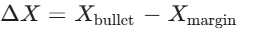 ΔX = X_bullet − X_margin